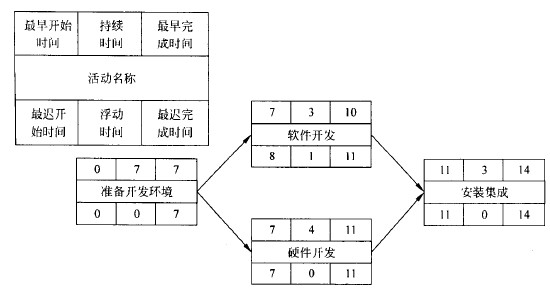 最早开始时间 持续时间 最早完成时间
活动名称
最迟开始时间 浮动时间 最迟完成时间
7 3 10
软件开发
8 1 11
0 7 7
准备开发环境
0 0 7
11 3 14
安装集成
11 0 14
7 4 11
硬件开发
7 0 11